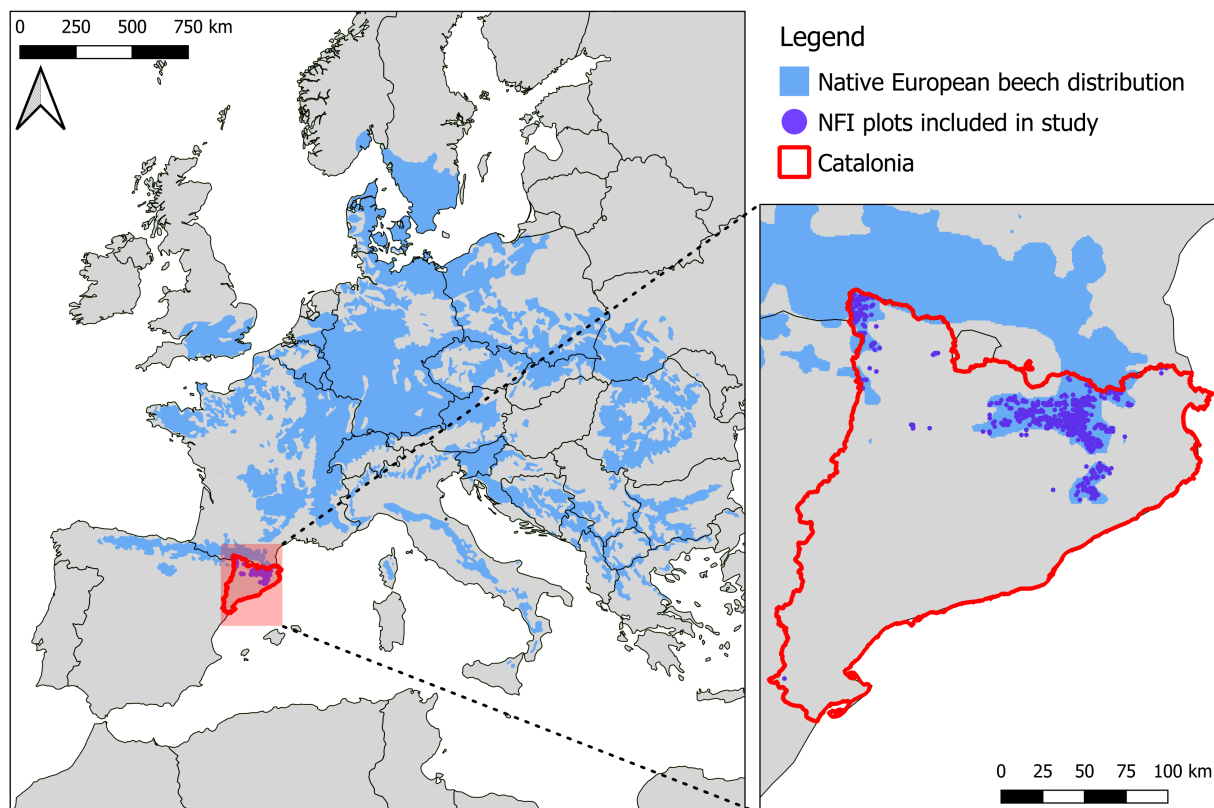 0 250 500 750 km
Legend
Native European beech distribution
NFI plots included in study
Catalonia
0 25 50 75 100 km